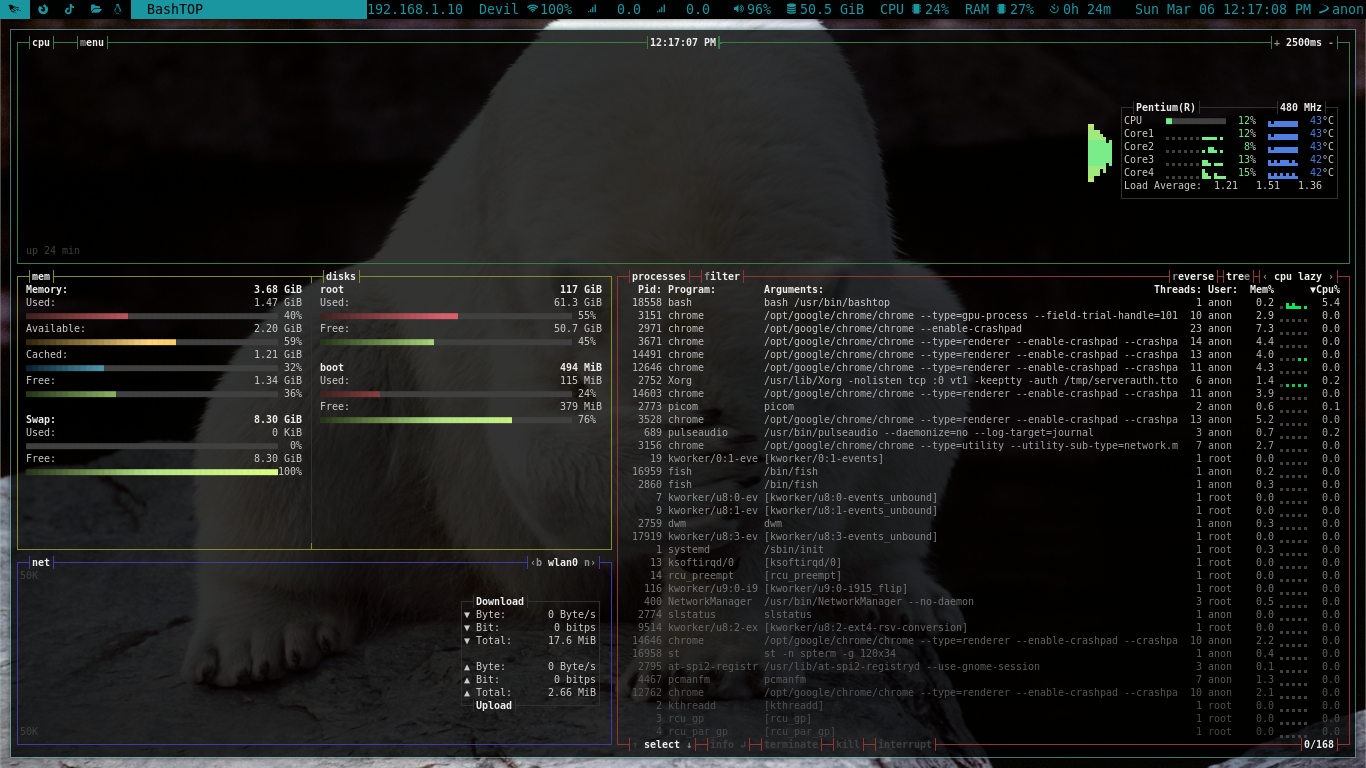 BashTOP 192.168.1.10 Devil 100% 0.0 0.0 96% 50.5 GiB CPU 24% RAM 27% 0h 24m Sun Mar 06 12:17:08 PM anon
cpu menu 12:17:07 PM + 2500ms -
Pentium(R) 480 MHz
CPU 12% 43°C
Core1 12% 43°C
Core2 8% 43°C
Core3 13% 42°C
Core4 15% 42°C
Load Average: 1.21 1.51 1.36
up 24 min
mem
Memory: 3.68 GiB
Used: 1.47 GiB
40%
Available: 2.20 GiB
59%
Cached: 1.21 GiB
32%
Free: 1.34 GiB
36%
Swap: 8.30 GiB
Used: 0 KiB
0%
Free: 8.30 GiB
100%
disks
root 117 GiB
Used: 61.3 GiB
55%
Free: 50.7 GiB
45%
boot 494 MiB
Used: 115 MiB
24%
Free: 379 MiB
76%
net ‹b wlan0 n›
50K
Download
▼ Byte: 0 Byte/s
▼ Bit: 0 bitps
▼ Total: 17.6 MiB
▲ Byte: 0 Byte/s
▲ Bit: 0 bitps
▲ Total: 2.66 MiB
Upload
50K
processes filter reverse tree ‹ cpu lazy ›
Pid: Program: Arguments: Threads: User: Mem% ▼Cpu%
18558 bash bash /usr/bin/bashtop 1 anon 0.2 5.4
3151 chrome /opt/google/chrome/chrome --type=gpu-process --field-trial-handle=101 10 anon 2.9 0.0
2971 chrome /opt/google/chrome/chrome --enable-crashpad 23 anon 7.3 0.0
3671 chrome /opt/google/chrome/chrome --type=renderer --enable-crashpad --crashpa 14 anon 4.4 0.0
14491 chrome /opt/google/chrome/chrome --type=renderer --enable-crashpad --crashpa 13 anon 4.0 0.0
12646 chrome /opt/google/chrome/chrome --type=renderer --enable-crashpad --crashpa 11 anon 4.3 0.0
2752 Xorg /usr/lib/Xorg -nolisten tcp :0 vt1 -keeptty -auth /tmp/serverauth.tto 6 anon 1.4 0.2
14603 chrome /opt/google/chrome/chrome --type=renderer --enable-crashpad --crashpa 11 anon 3.9 0.0
2773 picom picom 2 anon 0.6 0.1
3528 chrome /opt/google/chrome/chrome --type=renderer --enable-crashpad --crashpa 13 anon 5.2 0.0
689 pulseaudio /usr/bin/pulseaudio --daemonize=no --log-target=journal 3 anon 0.7 0.2
3156 chrome /opt/google/chrome/chrome --type=utility --utility-sub-type=network.m 7 anon 2.7 0.0
19 kworker/0:1-eve [kworker/0:1-events] 1 root 0.0 0.0
16959 fish /bin/fish 1 anon 0.2 0.0
2860 fish /bin/fish 1 anon 0.3 0.0
7 kworker/u8:0-ev [kworker/u8:0-events_unbound] 1 root 0.0 0.0
9 kworker/u8:1-ev [kworker/u8:1-events_unbound] 1 root 0.0 0.0
2759 dwm dwm 1 anon 0.3 0.0
17919 kworker/u8:3-ev [kworker/u8:3-events_unbound] 1 root 0.0 0.0
1 systemd /sbin/init 1 root 0.3 0.0
13 ksoftirqd/0 [ksoftirqd/0] 1 root 0.0 0.0
14 rcu_preempt [rcu_preempt] 1 root 0.0 0.0
116 kworker/u9:0-i9 [kworker/u9:0-i915_flip] 1 root 0.0 0.0
400 NetworkManager /usr/bin/NetworkManager --no-daemon 3 root 0.5 0.0
2774 slstatus slstatus 1 anon 0.1 0.0
9514 kworker/u8:2-ex [kworker/u8:2-ext4-rsv-conversion] 1 root 0.0 0.0
14646 chrome /opt/google/chrome/chrome --type=renderer --enable-crashpad --crashpa 10 anon 2.2 0.0
16958 st st -n spterm -g 120x34 1 anon 0.4 0.0
2795 at-spi2-registr /usr/lib/at-spi2-registryd --use-gnome-session 3 anon 0.1 0.0
4467 pcmanfm pcmanfm 7 anon 1.3 0.0
12762 chrome /opt/google/chrome/chrome --type=renderer --enable-crashpad --crashpa 10 anon 2.1 0.0
2 kthreadd [kthreadd] 1 root 0.0 0.0
3 rcu_gp [rcu_gp] 1 root 0.0 0.0
4 rcu_par_gp [rcu_par_gp] 1 root 0.0 0.0
↑ select ↓ info ↲ terminate kill interrupt 0/168